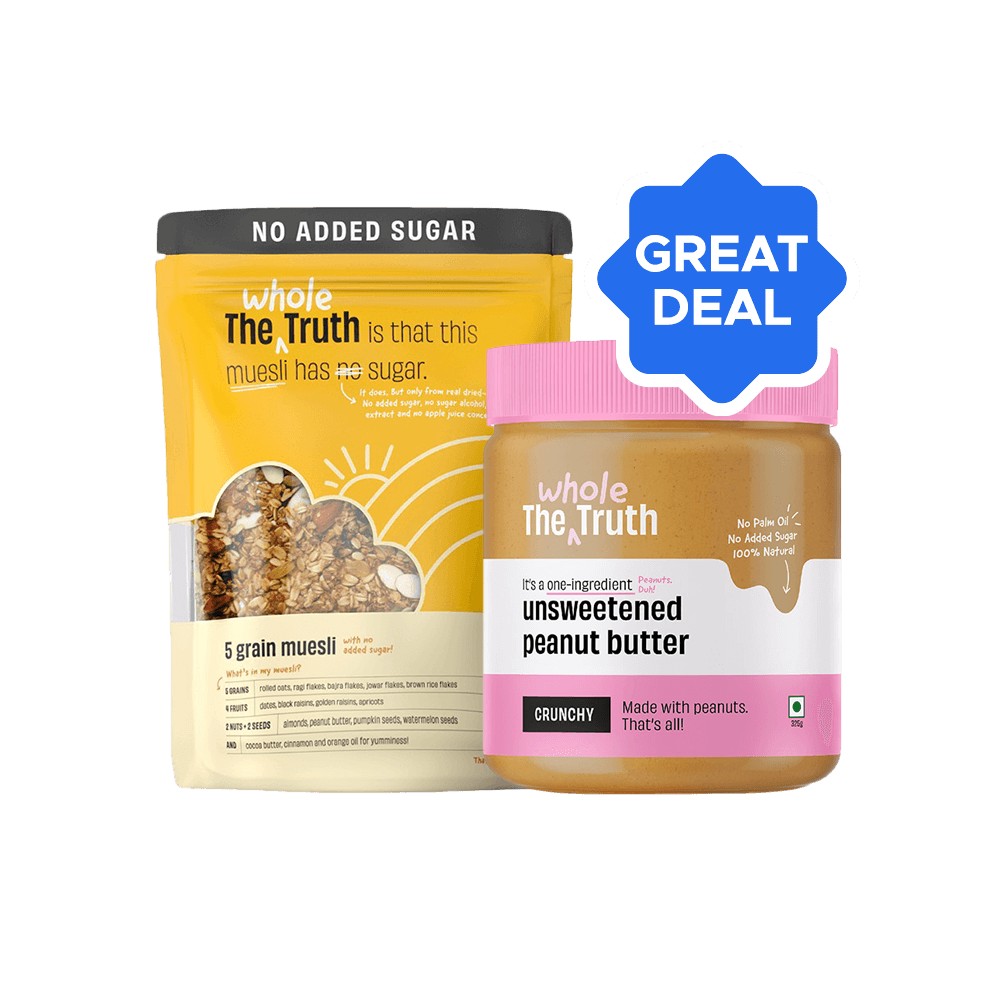 NO ADDED SUGAR
whole
The Truth is that this
muesli has no sugar.
It does. But only from real dried-
No added sugar, no sugar alcohol,
extract and no apple juice conce
5 grain muesli with no
added sugar!
What's in my muesli?
5 GRAINS rolled oats, ragi flakes, bajra flakes, jowar flakes, brown rice flakes
4 FRUITS dates, black raisins, golden raisins, apricots
2 NUTS + 2 SEEDS almonds, peanut butter, pumpkin seeds, watermelon seeds
AND cocoa butter, cinnamon and orange oil for yumminess!
GREAT
DEAL
whole
The Truth
No Palm Oil
No Added Sugar
100% Natural
It's a one-ingredient Peanuts.
Duh!
unsweetened
peanut butter
CRUNCHY
Made with peanuts.
That's all!
325g